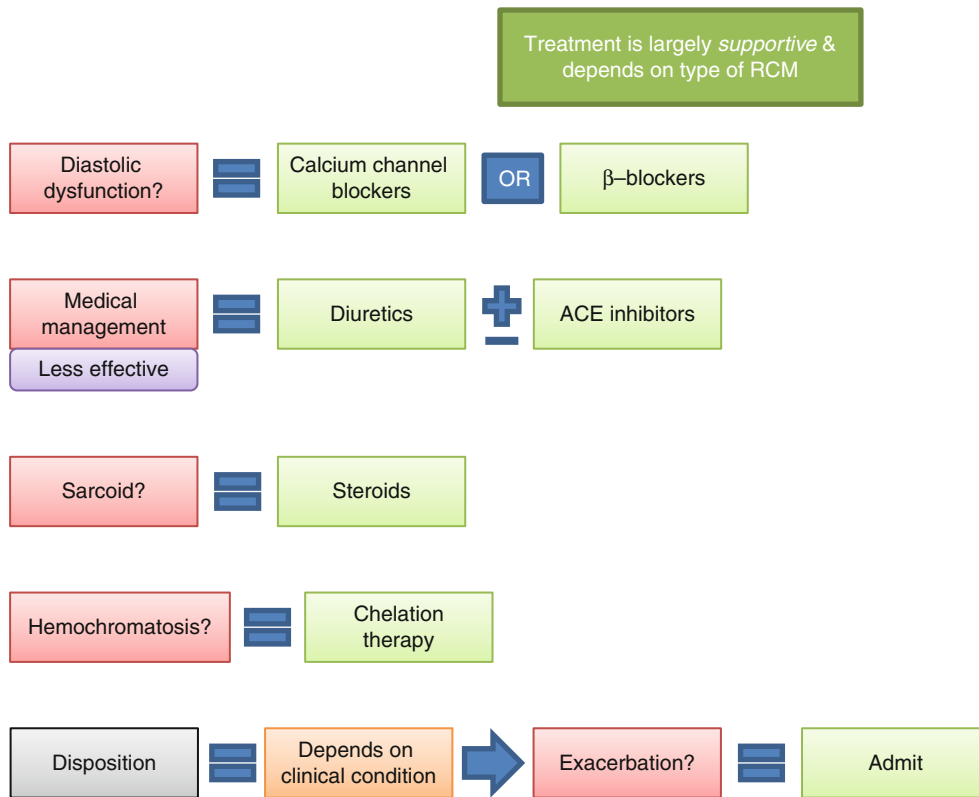 Treatment is largely supportive &
depends on type of RCM
Diastolic
dysfunction?
Calcium channel
blockers
OR
β–blockers
Medical
management
Less effective
Diuretics
ACE inhibitors
Sarcoid?
Steroids
Hemochromatosis?
Chelation
therapy
Disposition
Depends on
clinical condition
Exacerbation?
Admit